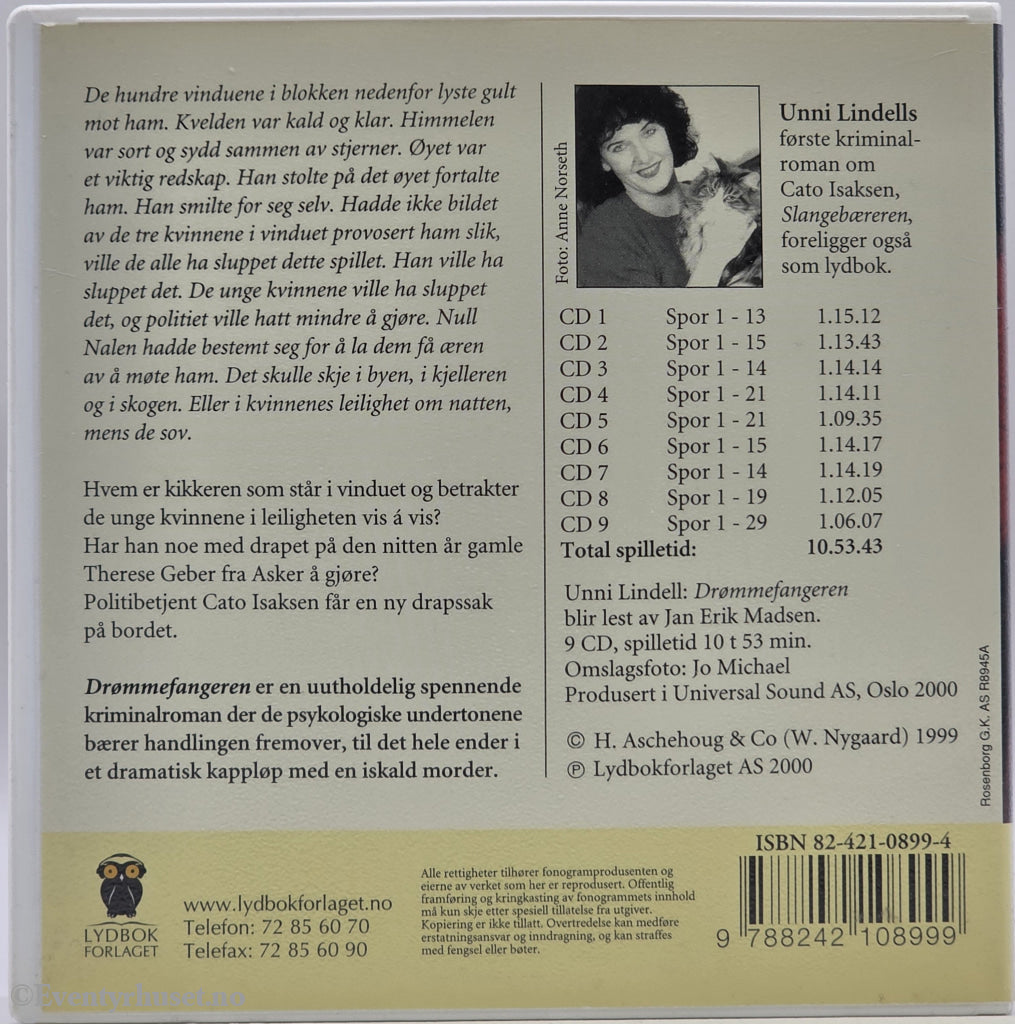 De hundre vinduene i blokken nedenfor lyste gult
mot ham. Kvelden var kald og klar. Himmelen
var sort og sydd sammen av stjerner. Øyet var
et viktig redskap. Han stolte på det øyet fortalte
ham. Han smilte for seg selv. Hadde ikke bildet
av de tre kvinnene i vinduet provosert ham slik,
ville de alle ha sluppet dette spillet. Han ville ha
sluppet det. De unge kvinnene ville ha sluppet
det, og politiet ville hatt mindre å gjøre. Null
Nalen hadde bestemt seg for å la dem få æren
av å møte ham. Det skulle skje i byen, i kjelleren
og i skogen. Eller i kvinnenes leilighet om natten,
mens de sov.
Hvem er kikkeren som står i vinduet og betrakter
de unge kvinnene i leiligheten vis á vis?
Har han noe med drapet på den nitten år gamle
Therese Geber fra Asker å gjøre?
Politibetjent Cato Isaksen får en ny drapssak
på bordet.
Drømmefangeren er en uutholdelig spennende
kriminalroman der de psykologiske undertonene
bærer handlingen fremover, til det hele ender i
et dramatisk kappløp med en iskald morder.
Foto: Anne Norseth
Unni Lindells
første kriminal-
roman om
Cato Isaksen,
Slangebæreren,
foreligger også
som lydbok.
CD 1 Spor 1 - 13 1.15.12
CD 2 Spor 1 - 15 1.13.43
CD 3 Spor 1 - 14 1.14.14
CD 4 Spor 1 - 21 1.14.11
CD 5 Spor 1 - 21 1.09.35
CD 6 Spor 1 - 15 1.14.17
CD 7 Spor 1 - 14 1.14.19
CD 8 Spor 1 - 19 1.12.05
CD 9 Spor 1 - 29 1.06.07
Total spilletid: 10.53.43
Unni Lindell: Drømmefangeren
blir lest av Jan Erik Madsen.
9 CD, spilletid 10 t 53 min.
Omslagsfoto: Jo Michael
Produsert i Universal Sound AS, Oslo 2000
© H. Aschehoug & Co (W. Nygaard) 1999
℗ Lydbokforlaget AS 2000
Rosenborg G.K. AS R8945A
LYDBOK
FORLAGET
www.lydbokforlaget.no
Telefon: 72 85 60 70
Telefax: 72 85 60 90
Alle rettigheter tilhører fonogramprodusenten og
eierne av verket som her er reprodusert. Offentlig
framføring og kringkasting av fonogrammets innhold
må kun skje etter spesiell tillatelse fra utgiver.
Kopiering er ikke tillatt. Overtredelse kan medføre
erstatningsansvar og inndragning, og kan straffes
med fengsel eller bøter.
ISBN 82-421-0899-4
9 788242 108999
©Eventyrhuset.no